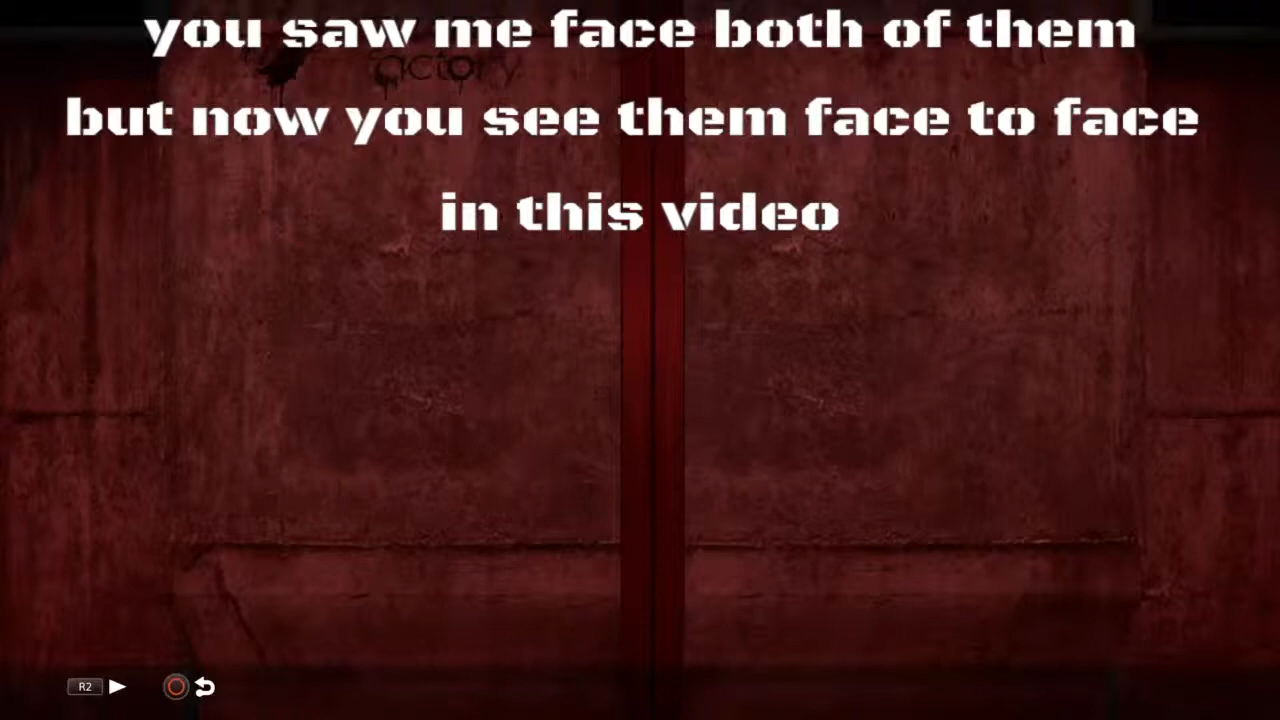 you saw me face both of them
actory
but now you see them face to face
in this video
R2